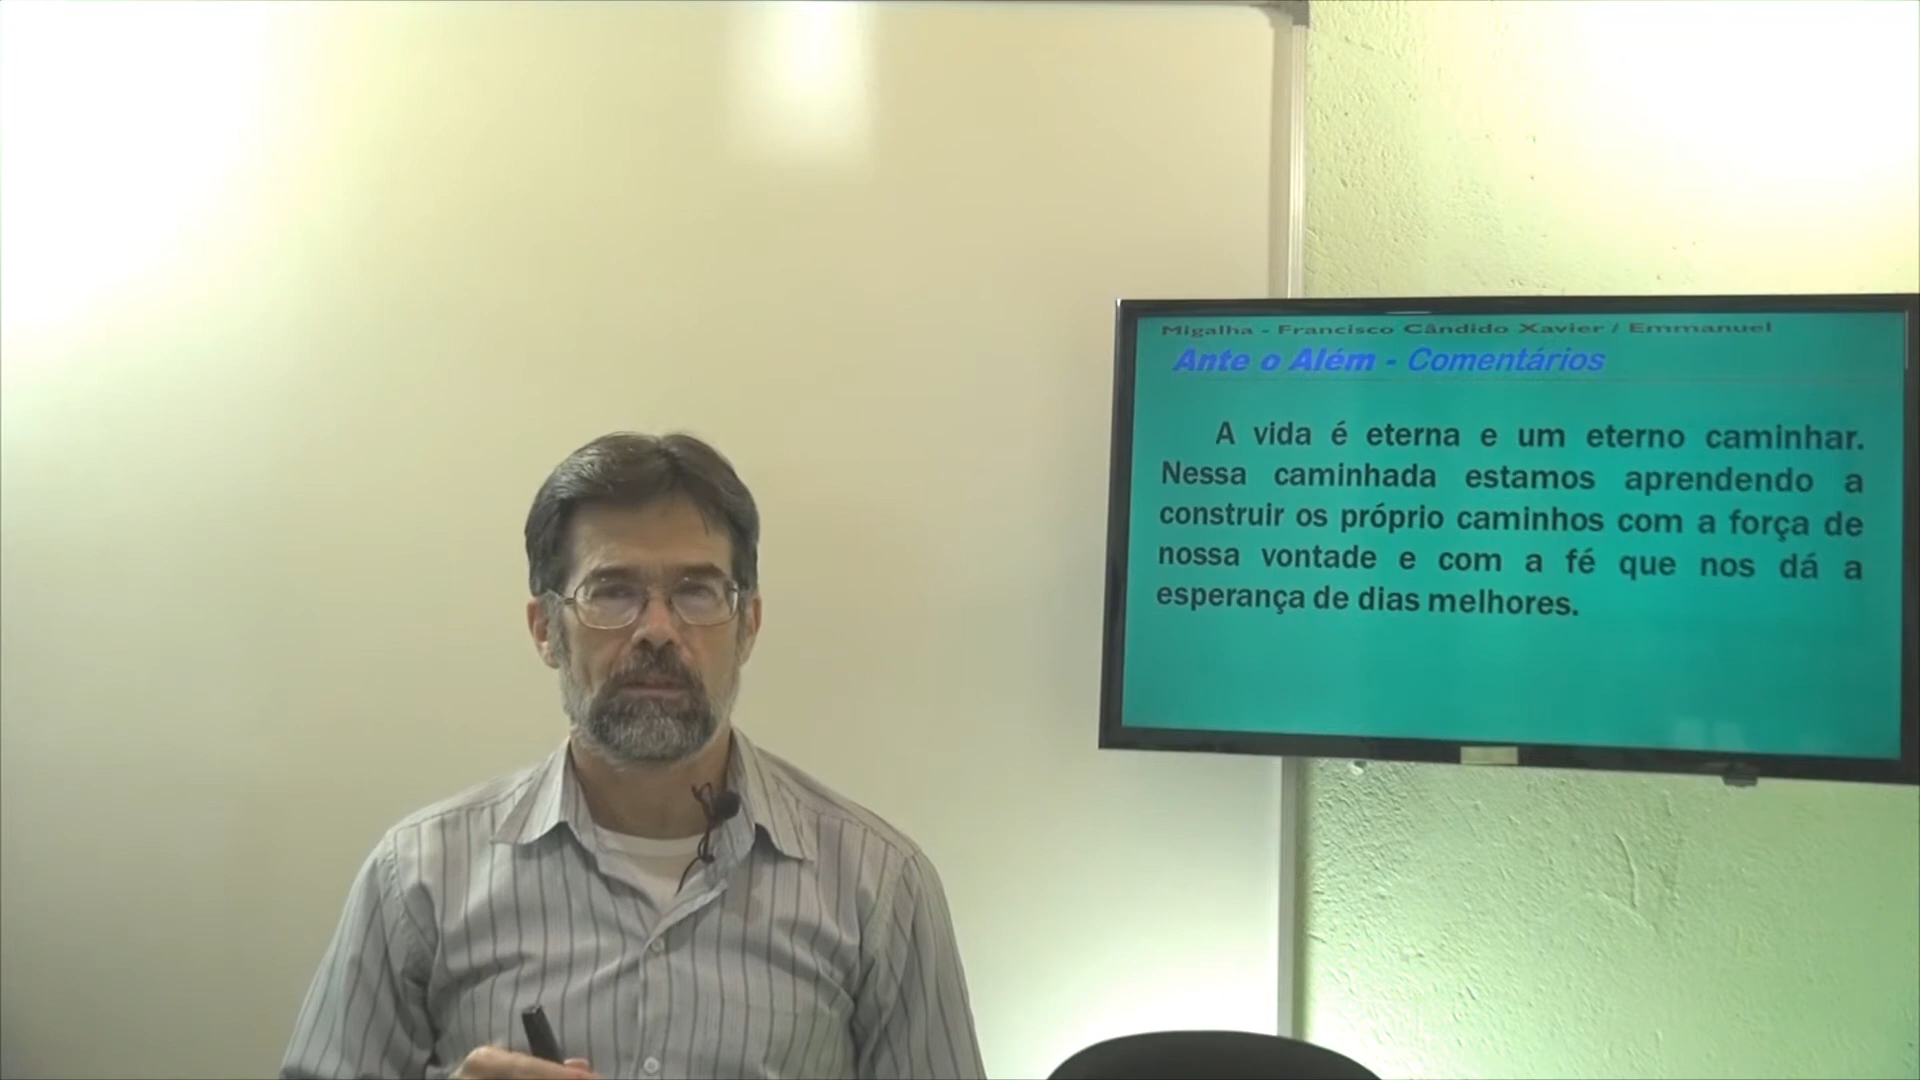 Migalha - Francisco Cândido Xavier / Emmanuel
Ante o Além - Comentários
A vida é eterna e um eterno caminhar.
Nessa caminhada estamos aprendendo a
construir os próprio caminhos com a força de
nossa vontade e com a fé que nos dá a
esperança de dias melhores.